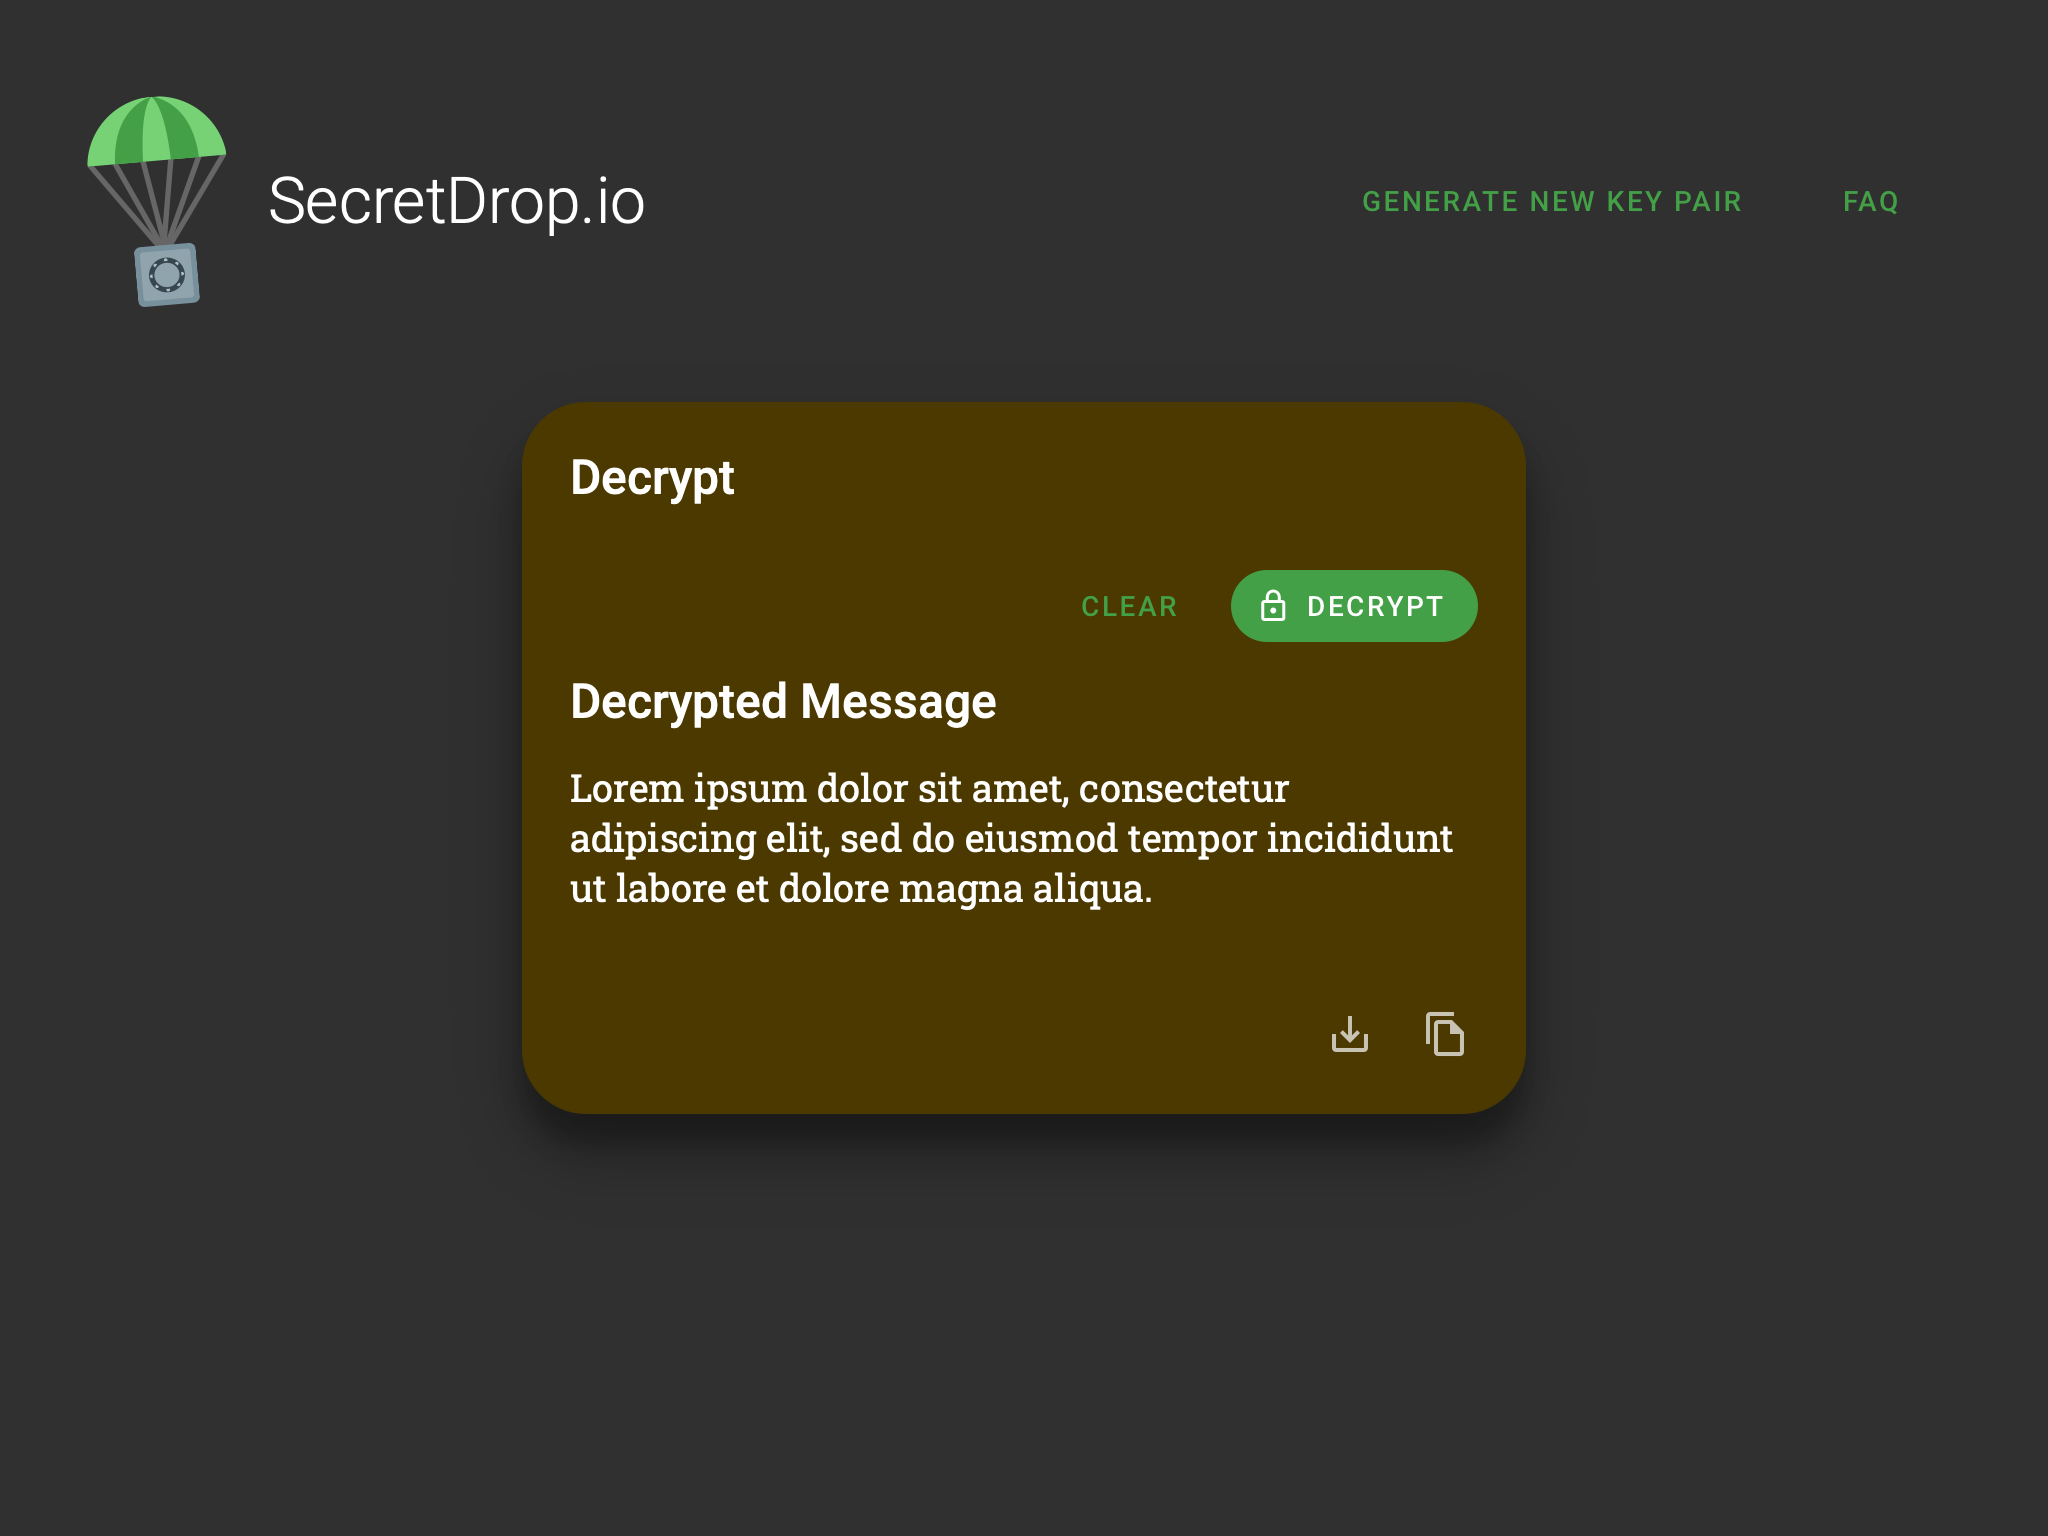 SecretDrop.io
GENERATE NEW KEY PAIR
FAQ
Decrypt
CLEAR
DECRYPT
Decrypted Message
Lorem ipsum dolor sit amet, consectetur
adipiscing elit, sed do eiusmod tempor incididunt
ut labore et dolore magna aliqua.